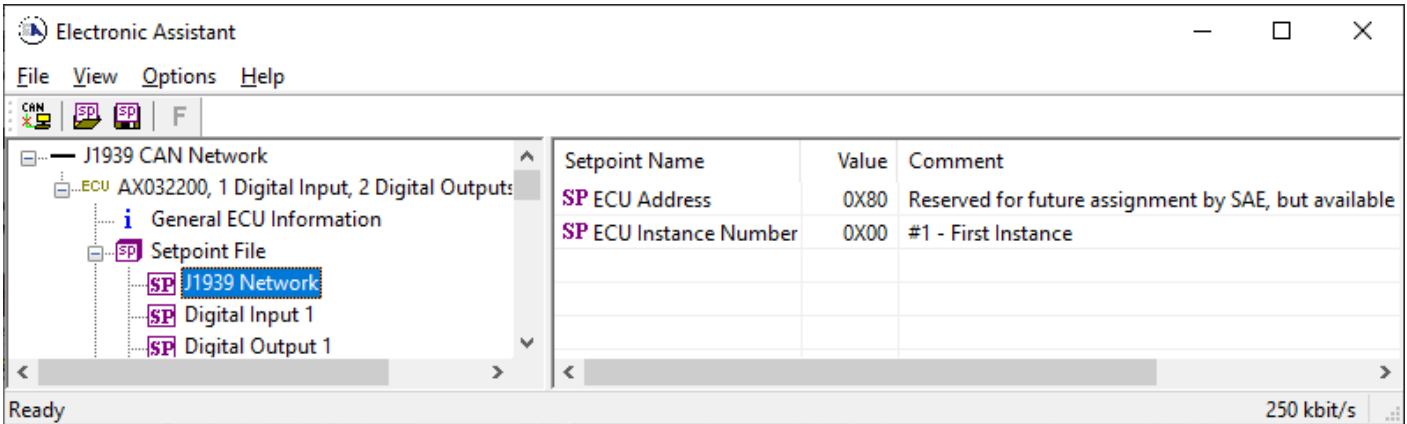 Electronic Assistant
File View Options Help
CAN SP SP F
J1939 CAN Network
ECU AX032200, 1 Digital Input, 2 Digital Outputs
i General ECU Information
SP Setpoint File
SP J1939 Network
SP Digital Input 1
SP Digital Output 1
Setpoint Name Value Comment
SP ECU Address 0X80 Reserved for future assignment by SAE, but available
SP ECU Instance Number 0X00 #1 - First Instance
Ready 250 kbit/s